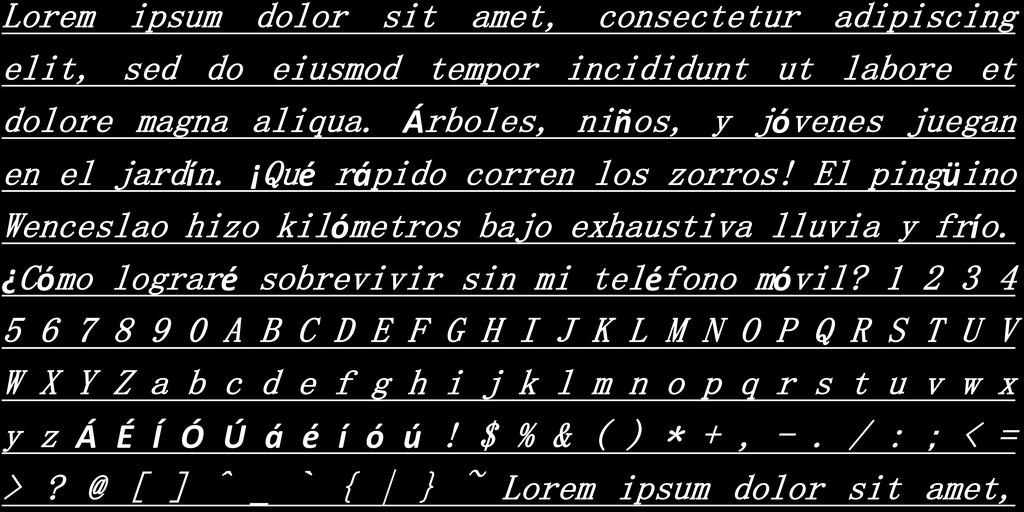 Lorem ipsum dolor sit amet, consectetur adipiscing
elit, sed do eiusmod tempor incididunt ut labore et
dolore magna aliqua. Árboles, niños, y jóvenes juegan
en el jardín. ¡Qué rápido corren los zorros! El pingüino
Wenceslao hizo kilómetros bajo exhaustiva lluvia y frío.
¿Cómo lograré sobrevivir sin mi teléfono móvil? 1 2 3 4
5 6 7 8 9 0 A B C D E F G H I J K L M N O P Q R S T U V
W X Y Z a b c d e f g h i j k l m n o p q r s t u v w x
y z Á É Í Ó Ú á é í ó ú ! $ % & ( ) * + , - . / : ; < =
> ? @ [ ] ^ _ ` { | } ~ Lorem ipsum dolor sit amet,